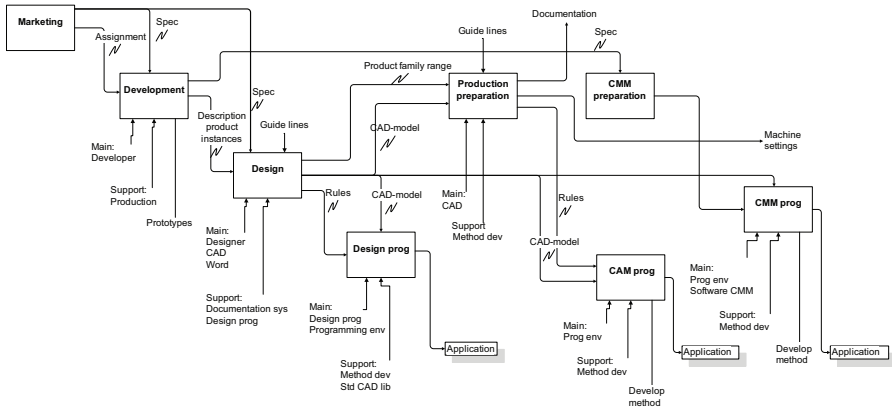 Marketing
Assignment
Spec
Development
Main:
Developer
Support:
Production
Prototypes
Description
product
instances
Spec
Guide lines
Design
Main:
Designer
CAD
Word
Support:
Documentation sys
Design prog
Product family range
CAD-model
CAD-model
Rules
Design prog
Main:
Design prog
Programming env
Support:
Method dev
Std CAD lib
Application
Guide lines
Documentation
Production
preparation
Main:
CAD
Support
Method dev
Spec
CMM
preparation
Machine
settings
Rules
CAD-model
CAM prog
Main:
Prog env
Support:
Method dev
Develop
method
Application
CMM prog
Main:
Prog env
Software CMM
Support:
Method dev
Develop
method
Application